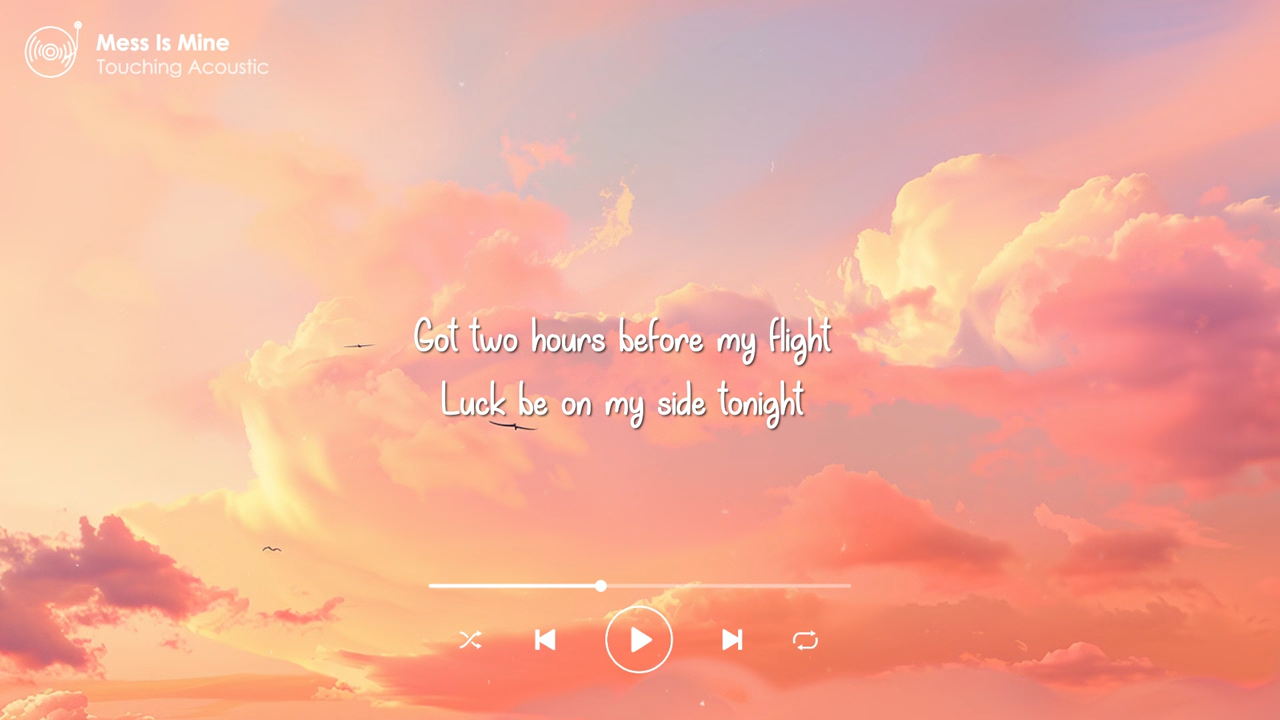 Mess Is Mine
Touching Acoustic
Got two hours before my flight
Luck be on my side tonight